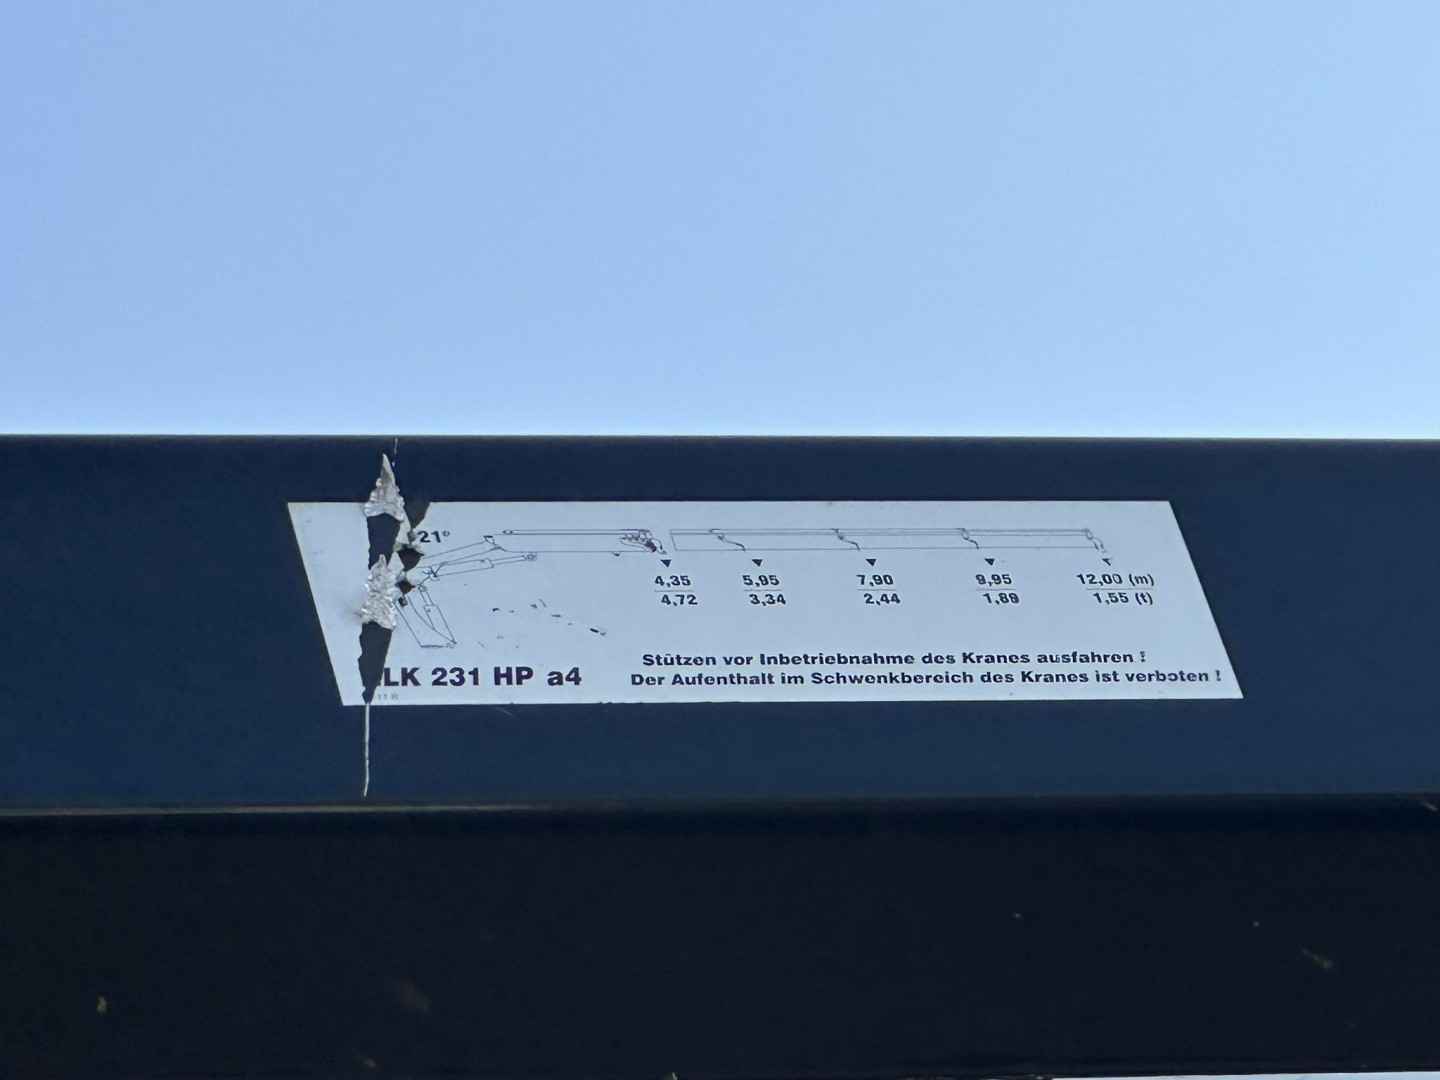 21°
4,35 5,95 7,90 9,95 12,00 (m)
4,72 3,34 2,44 1,89 1,55 (t)
Stützen vor Inbetriebnahme des Kranes ausfahren !
LK 231 HP a4
Der Aufenthalt im Schwenkbereich des Kranes ist verboten !